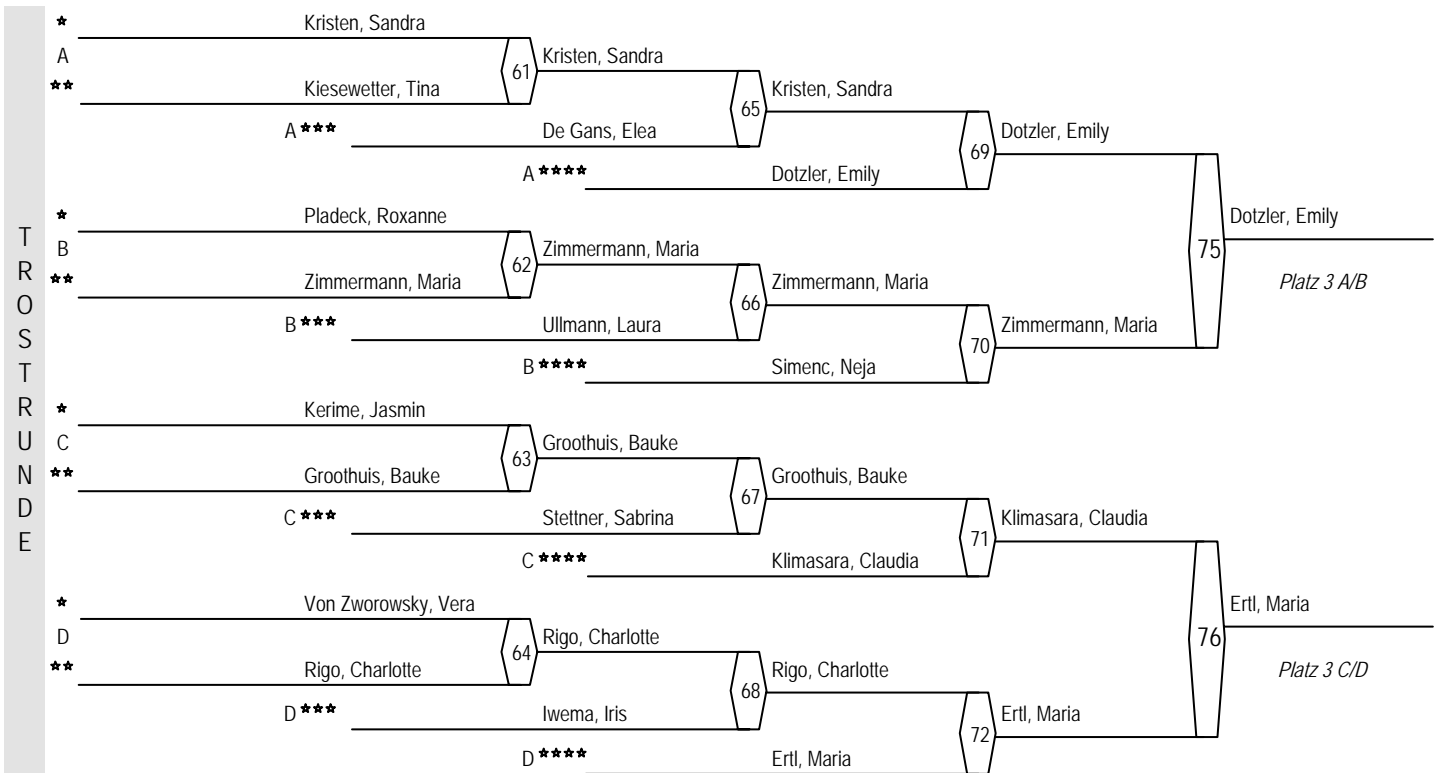 TROSTRUNDE
★ Kristen, Sandra
A
61 Kristen, Sandra
★★ Kiesewetter, Tina
65 Kristen, Sandra
A ★★★ De Gans, Elea
69 Dotzler, Emily
A ★★★★ Dotzler, Emily
★ Pladeck, Roxanne
Dotzler, Emily
B
62 Zimmermann, Maria
75
★★ Zimmermann, Maria
66 Zimmermann, Maria
Platz 3 A/B
B ★★★ Ullmann, Laura
70 Zimmermann, Maria
B ★★★★ Simenc, Neja
★ Kerime, Jasmin
C
63 Groothuis, Bauke
★★ Groothuis, Bauke
67 Groothuis, Bauke
C ★★★ Stettner, Sabrina
71 Klimasara, Claudia
C ★★★★ Klimasara, Claudia
★ Von Zworowsky, Vera
Ertl, Maria
D
64 Rigo, Charlotte
76
★★ Rigo, Charlotte
68 Rigo, Charlotte
Platz 3 C/D
D ★★★ Iwema, Iris
72 Ertl, Maria
D ★★★★ Ertl, Maria